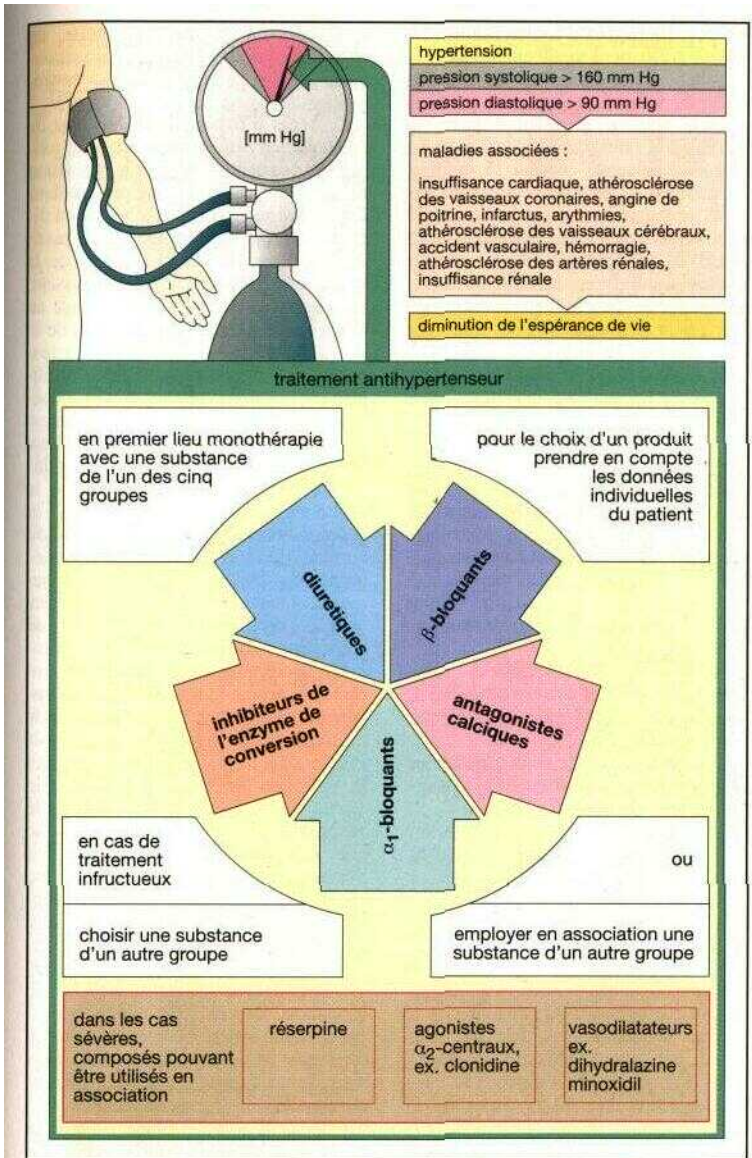 [mm Hg]
hypertension
pression systolique > 160 mm Hg
pression diastolique > 90 mm Hg
maladies associées :
insuffisance cardiaque, athérosclérose
des vaisseaux coronaires, angine de
poitrine, infarctus, arythmies,
athérosclérose des vaisseaux cérébraux,
accident vasculaire, hémorragie,
athérosclérose des artères rénales,
insuffisance rénale
diminution de l'espérance de vie
traitement antihypertenseur
en premier lieu monothérapie
avec une substance
de l'un des cinq
groupes
pour le choix d'un produit
prendre en compte
les données
individuelles
du patient
diuretiques
β-bloquants
inhibiteurs de
l'enzyme de
conversion
antagonistes
calciques
α1-bloquants
en cas de
traitement
infructueux
ou
choisir une substance
d'un autre groupe
employer en association une
substance d'un autre groupe
dans les cas
sévères,
composés pouvant
être utilisés en
association
réserpine
agonistes
α2-centraux,
ex. clonidine
vasodilatateurs
ex.
dihydralazine
minoxidil